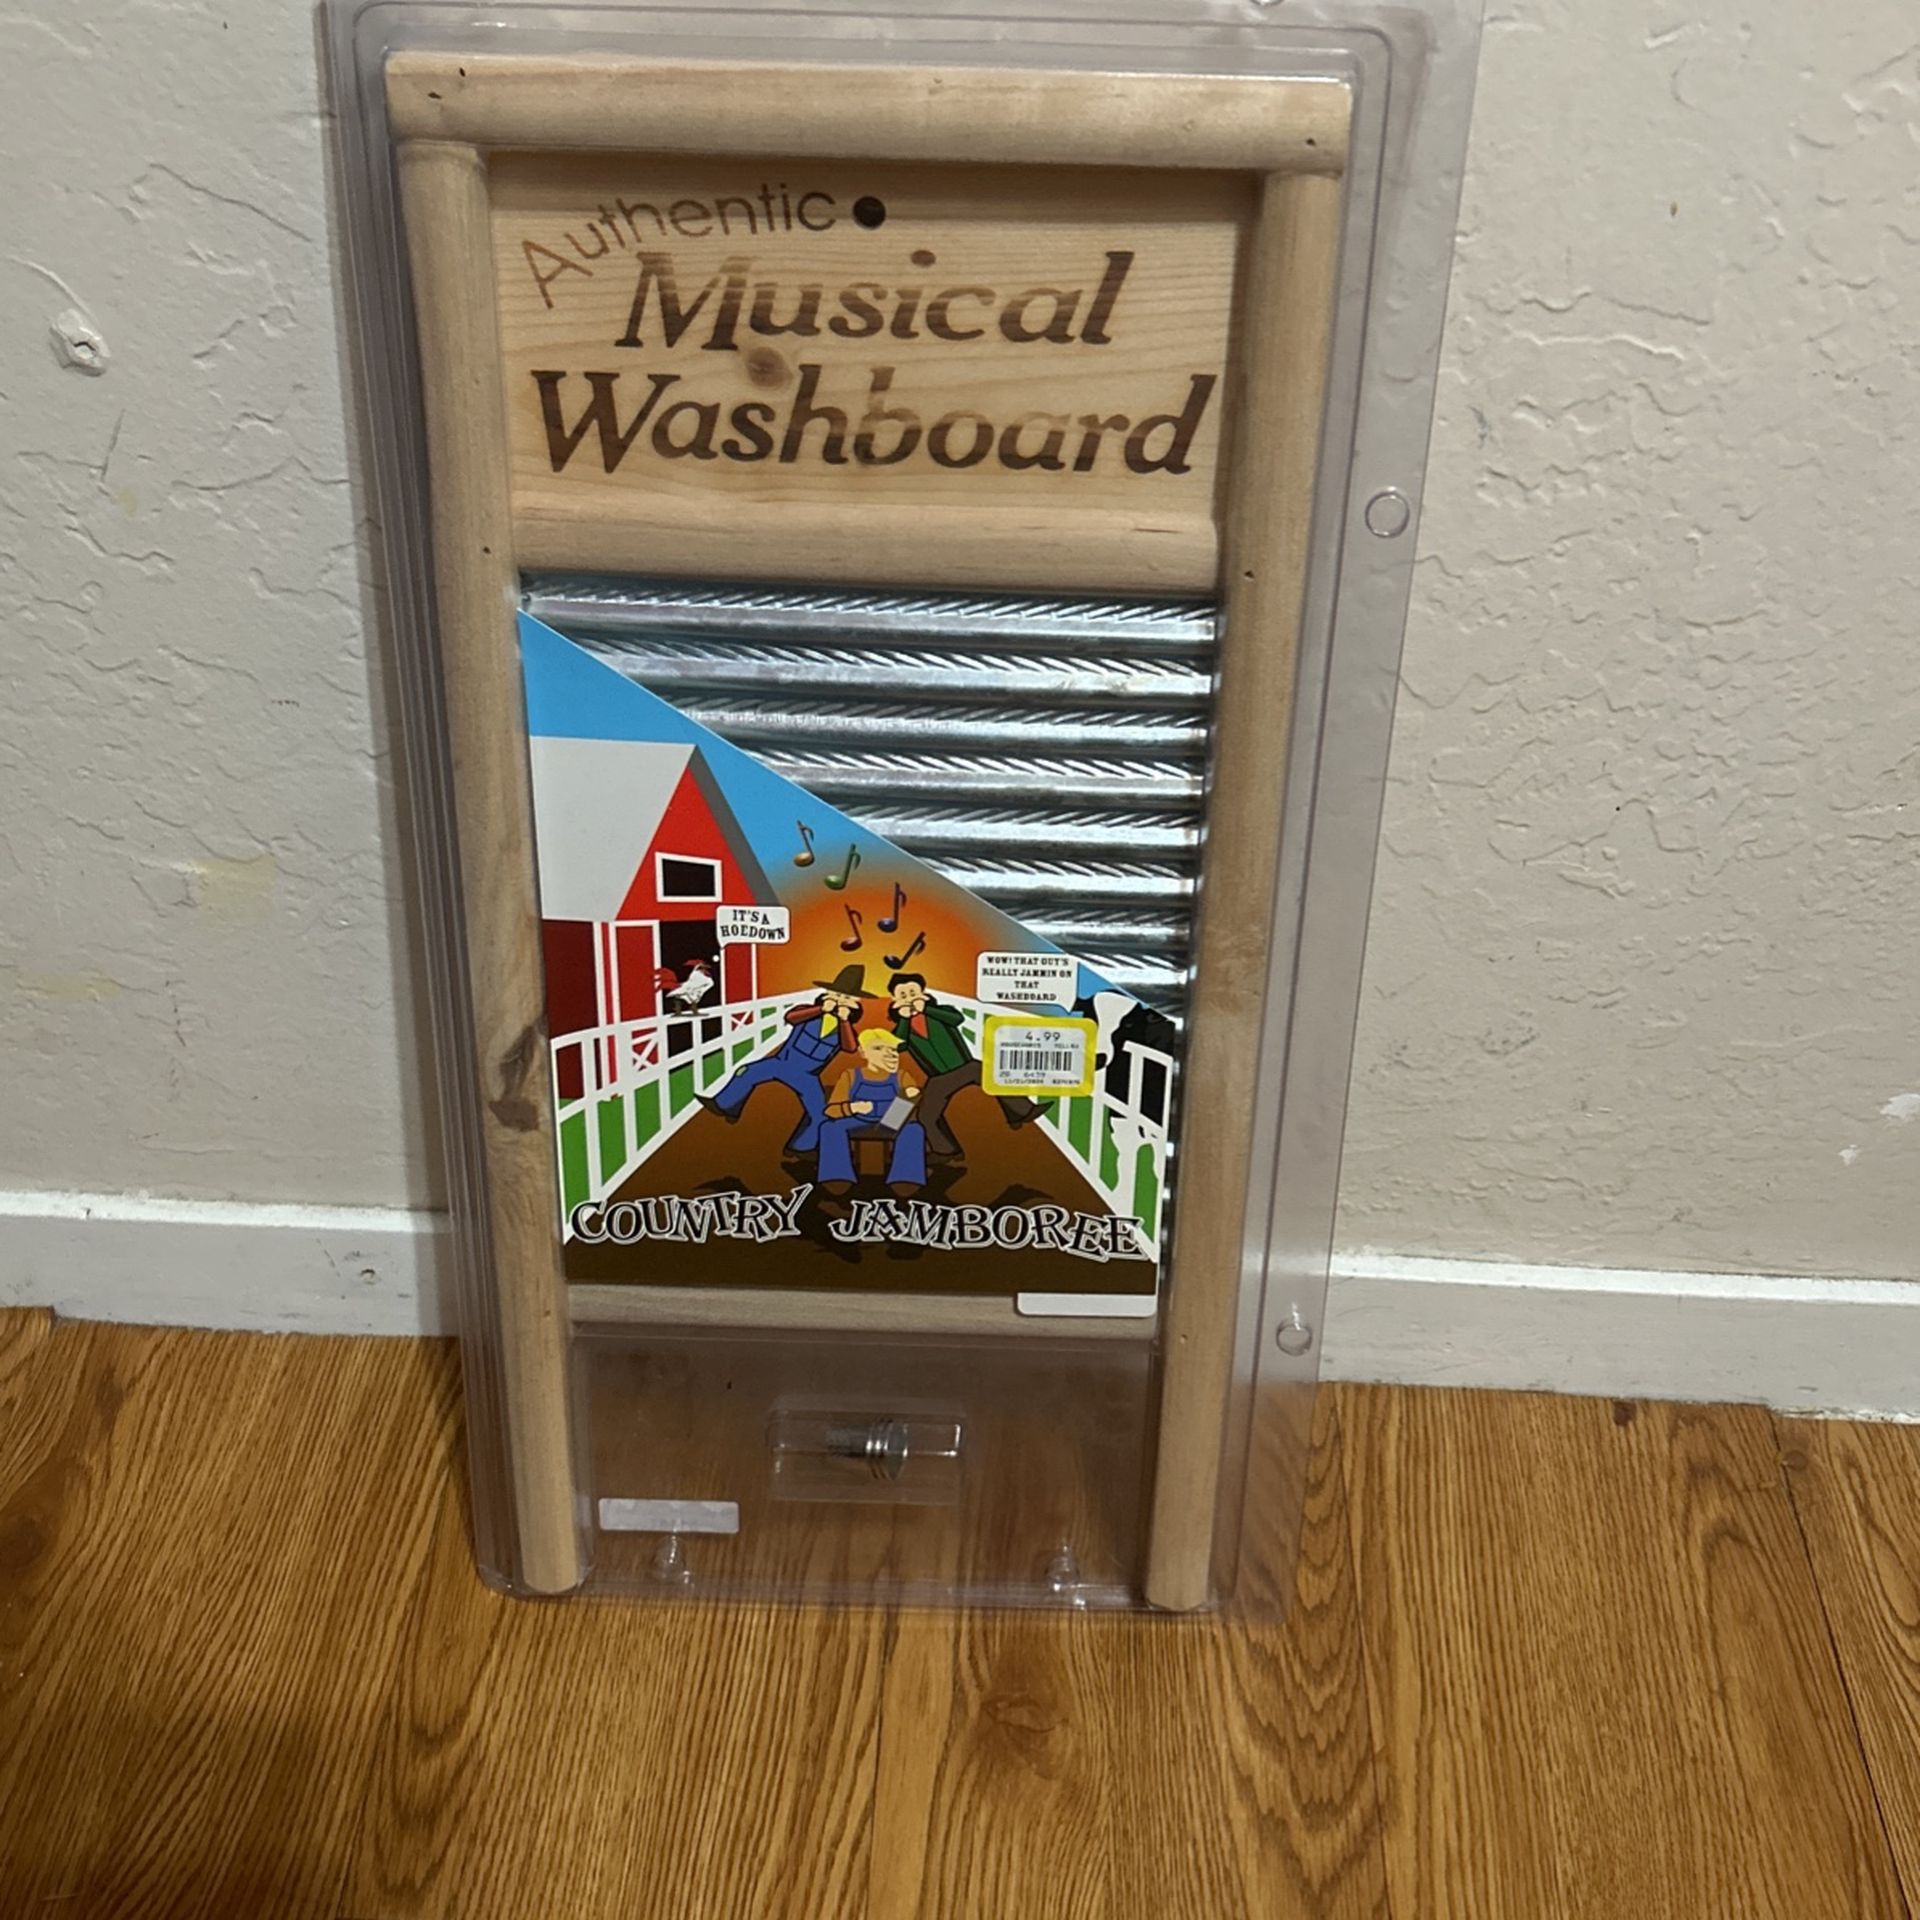 Authentic
Musical
Washboard
IT'S A
HOEDOWN
WOW! THAT GUY'S
REALLY JAMMIN ON
THAT
WASHBOARD
4.99
COUNTRY JAMBOREE